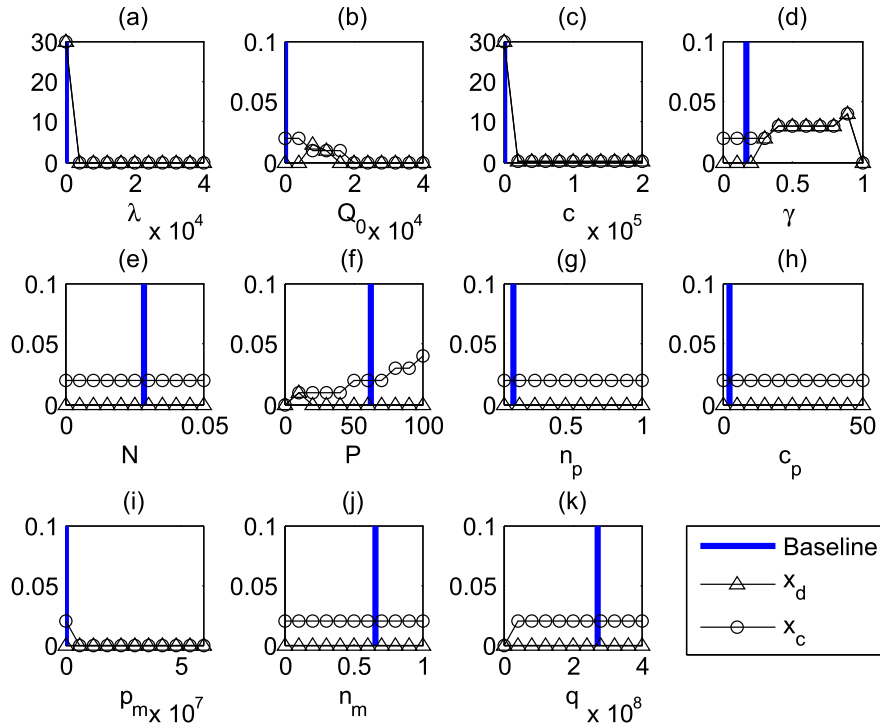 (a) (b) (c) (d)
30 0.1 30 0.1
20 20
0.05 0.05
10 10
0 0 0 0
0 2 4 0 2 4 0 1 2 0 0.5 1
λ x 10^4 Q_0 x 10^4 c x 10^5 γ
(e) (f) (g) (h)
0.1 0.1 0.1 0.1
0.05 0.05 0.05 0.05
0 0 0 0
0 0.05 0 50 100 0.5 1 0 50
N P n_p c_p
(i) (j) (k)
0.1 0.1 0.1
Baseline
0.05 0.05 0.05 x_d
x_c
0 0 0
0 5 0 0.5 1 0 2 4
p_m x 10^7 n_m q x 10^8